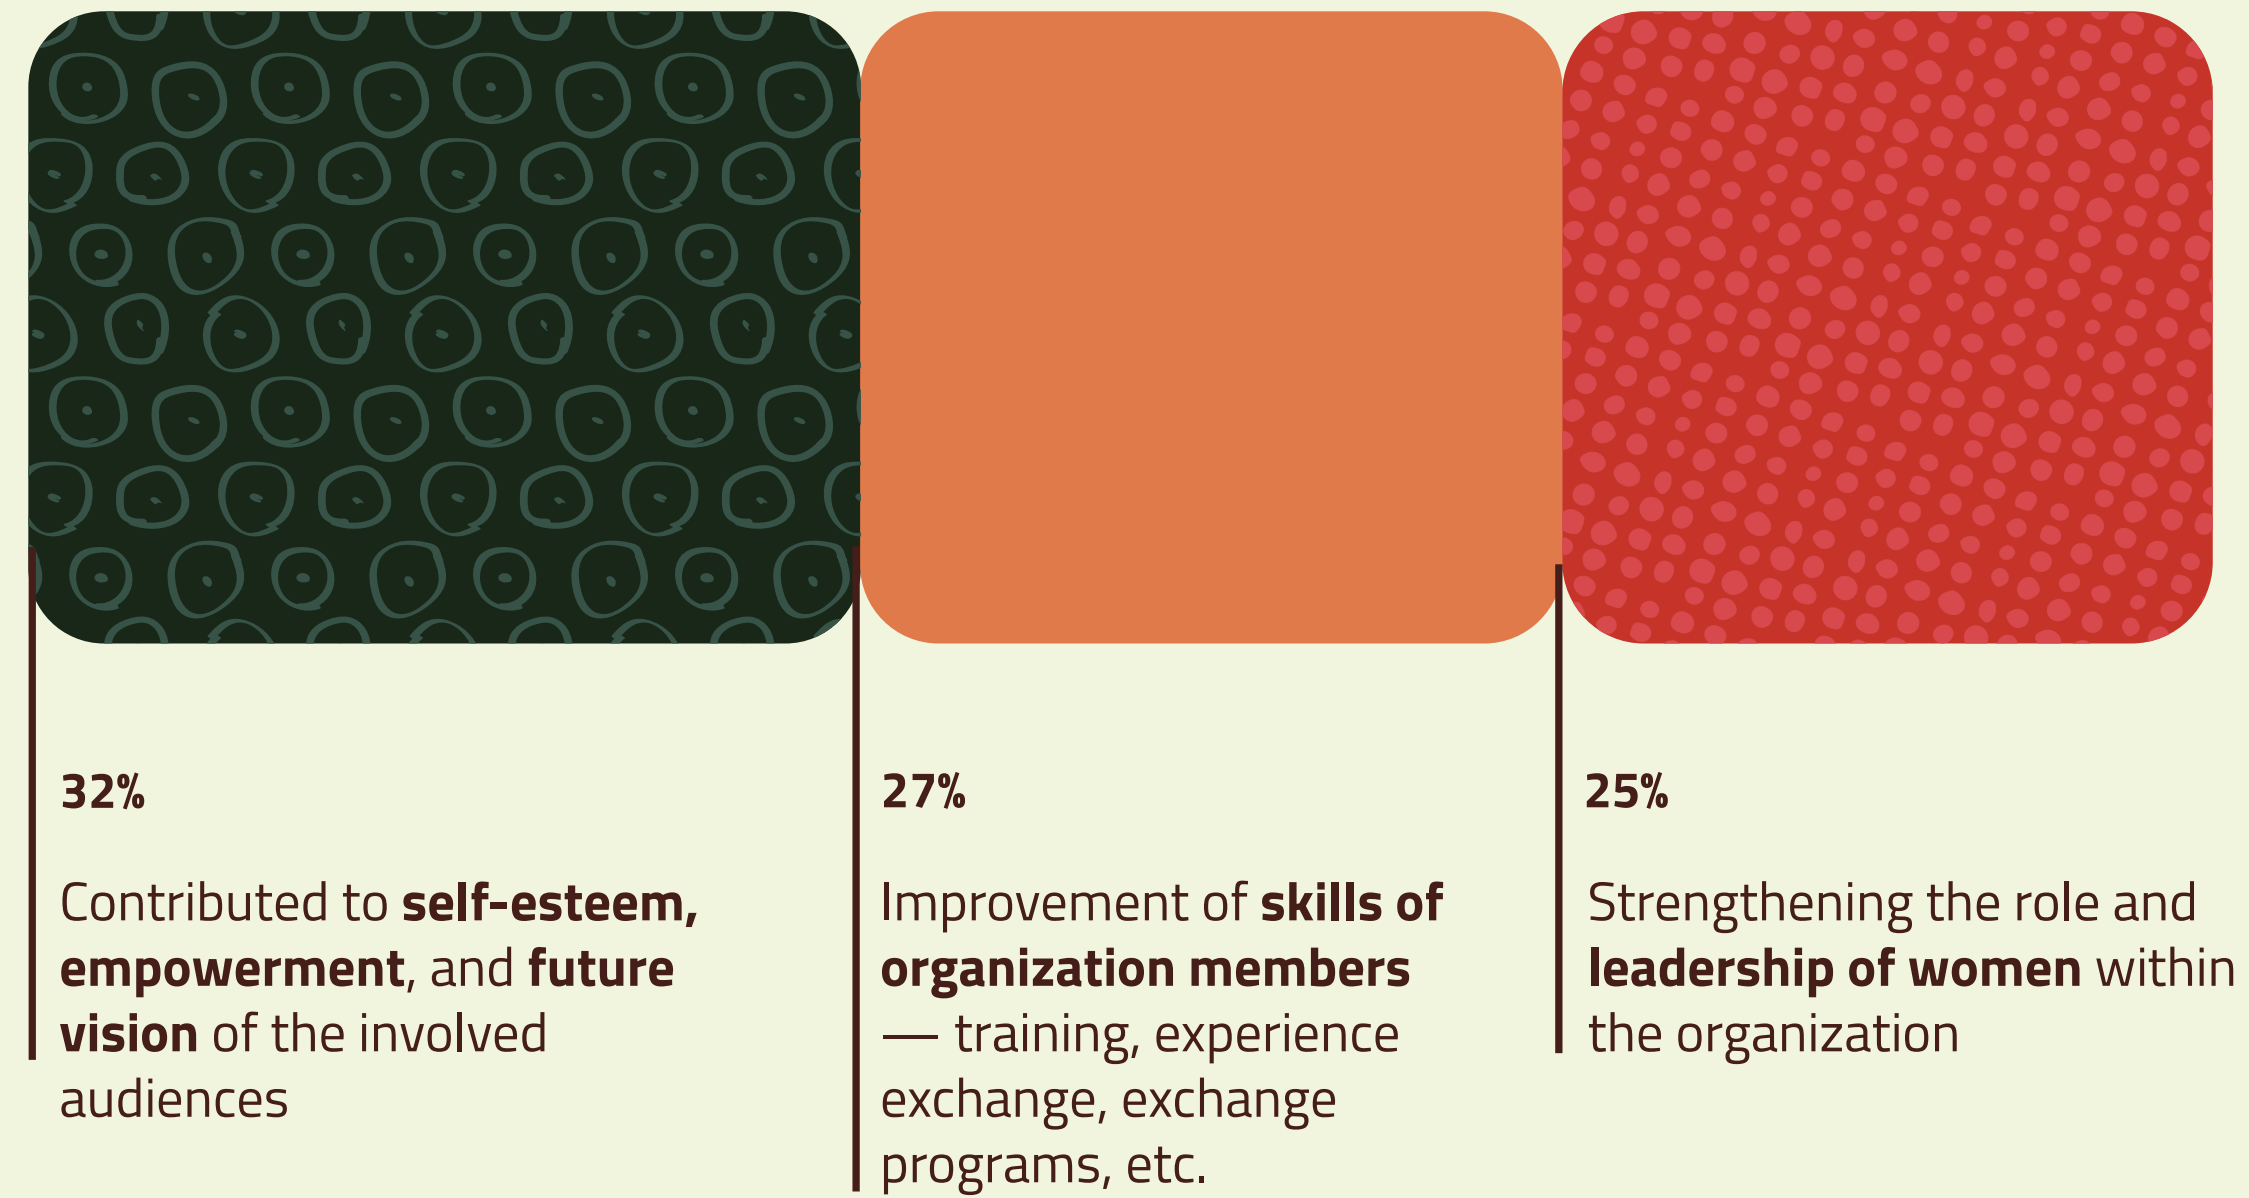 32%
Contributed to self-esteem,
empowerment, and future
vision of the involved
audiences
27%
Improvement of skills of
organization members
— training, experience
exchange, exchange
programs, etc.
25%
Strengthening the role and
leadership of women within
the organization